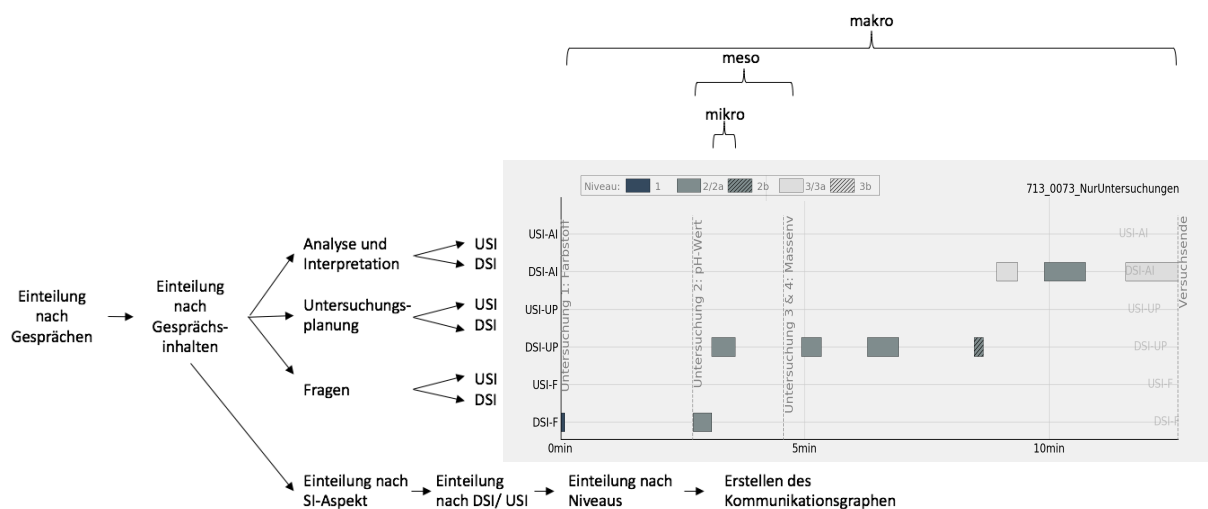 makro
meso
mikro
Niveau: 1 2/2a 2b 3/3a 3b
713_0073_NurUntersuchungen
Einteilung
nach
Gesprächen
Einteilung
nach
Gesprächs-
inhalten
Analyse und
Interpretation
USI
DSI
Untersuchungs-
planung
USI
DSI
Fragen
USI
DSI
USI-AI
DSI-AI
USI-UP
DSI-UP
USI-F
DSI-F
Untersuchung 1: Farbstoff
Untersuchung 2: pH-Wert
Untersuchung 3 & 4: Massenv
Versuchsende
USI-AI
DSI-AI
USI-UP
DSI-UP
USI-F
DSI-F
0min 5min 10min
Einteilung nach
SI-Aspekt
Einteilung
nach DSI/ USI
Einteilung nach
Niveaus
Erstellen des
Kommunikationsgraphen